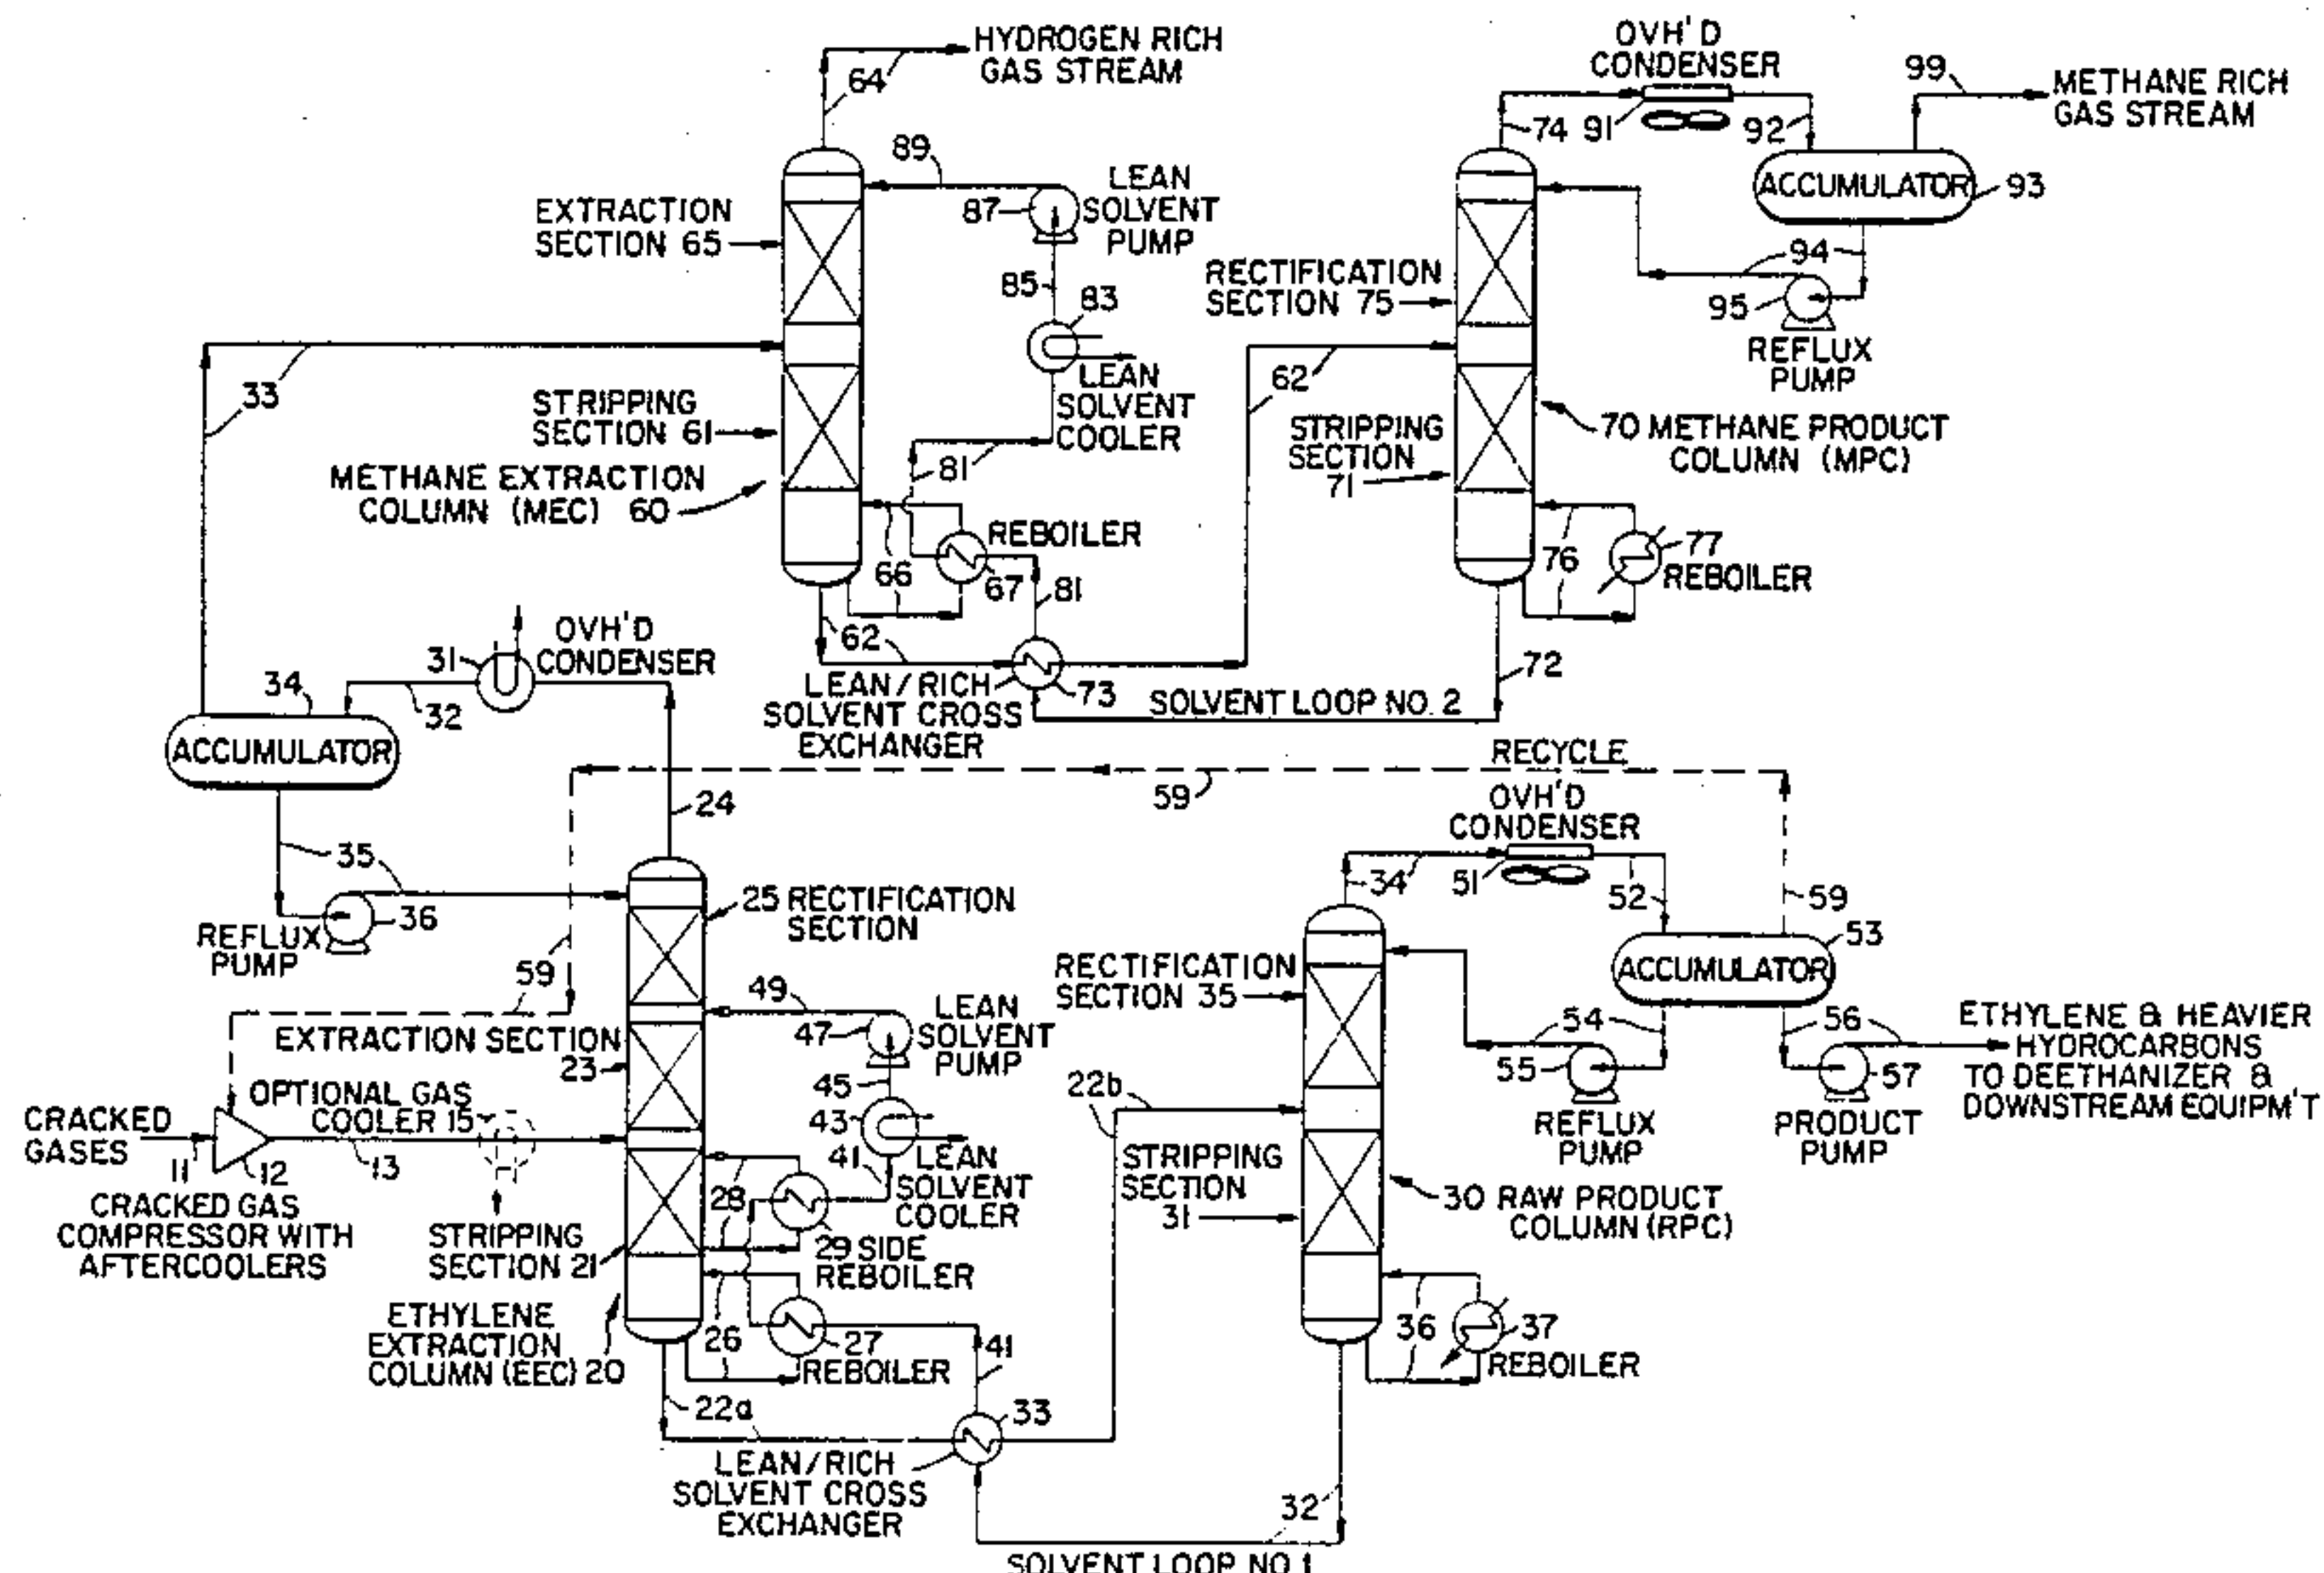 HYDROGEN RICH
GAS STREAM
64
89
LEAN
SOLVENT
PUMP
87
EXTRACTION
SECTION 65
85
83
LEAN
SOLVENT
COOLER
33
STRIPPING
SECTION 61
METHANE EXTRACTION
COLUMN (MEC) 60
81
REBOILER
66
67
81
62
LEAN/RICH
SOLVENT CROSS
EXCHANGER
73
SOLVENT LOOP NO. 2
OVH'D
CONDENSER
74
91
92
99
METHANE RICH
GAS STREAM
ACCUMULATOR
93
94
95
REFLUX
PUMP
RECTIFICATION
SECTION 75
62
STRIPPING
SECTION
71
70 METHANE PRODUCT
COLUMN (MPC)
76
77
REBOILER
72
31
OVH'D
CONDENSER
34
32
ACCUMULATOR
24
35
36
REFLUX
PUMP
RECYCLE
59
59
25 RECTIFICATION
SECTION
49
LEAN
SOLVENT
PUMP
47
EXTRACTION SECTION
23
45
43
41
LEAN
SOLVENT
COOLER
OPTIONAL GAS
COOLER 15
CRACKED
GASES
11
12
13
CRACKED GAS
COMPRESSOR WITH
AFTERCOOLERS
STRIPPING
SECTION 21
28
29 SIDE
REBOILER
ETHYLENE
EXTRACTION
COLUMN (EEC) 20
26
27
REBOILER
41
22a
33
LEAN/RICH
SOLVENT CROSS
EXCHANGER
OVH'D
CONDENSER
34
51
52
59
53
ACCUMULATOR
RECTIFICATION
SECTION 35
54
55
REFLUX
PUMP
56
57
PRODUCT
PUMP
ETHYLENE & HEAVIER
HYDROCARBONS
TO DEETHANIZER &
DOWNSTREAM EQUIPM'T
22b
STRIPPING
SECTION
31
30 RAW PRODUCT
COLUMN (RPC)
36
37
REBOILER
32
SOLVENT LOOP NO.1